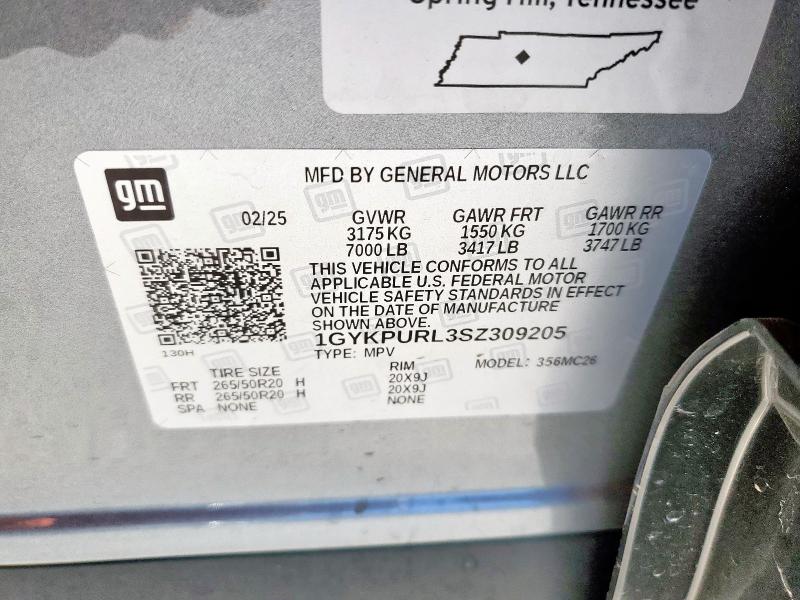 Spring Hill, Tennessee
gm
MFD BY GENERAL MOTORS LLC
02/25 GVWR GAWR FRT GAWR RR
3175 KG 1550 KG 1700 KG
7000 LB 3417 LB 3747 LB
THIS VEHICLE CONFORMS TO ALL
APPLICABLE U.S. FEDERAL MOTOR
VEHICLE SAFETY STANDARDS IN EFFECT
ON THE DATE OF MANUFACTURE
SHOWN ABOVE.
1GYKPURL3SZ309205
130H
TYPE: MPV MODEL: 356MC26
TIRE SIZE RIM
FRT 265/50R20 H 20X9J
RR 265/50R20 H 20X9J
SPA NONE NONE